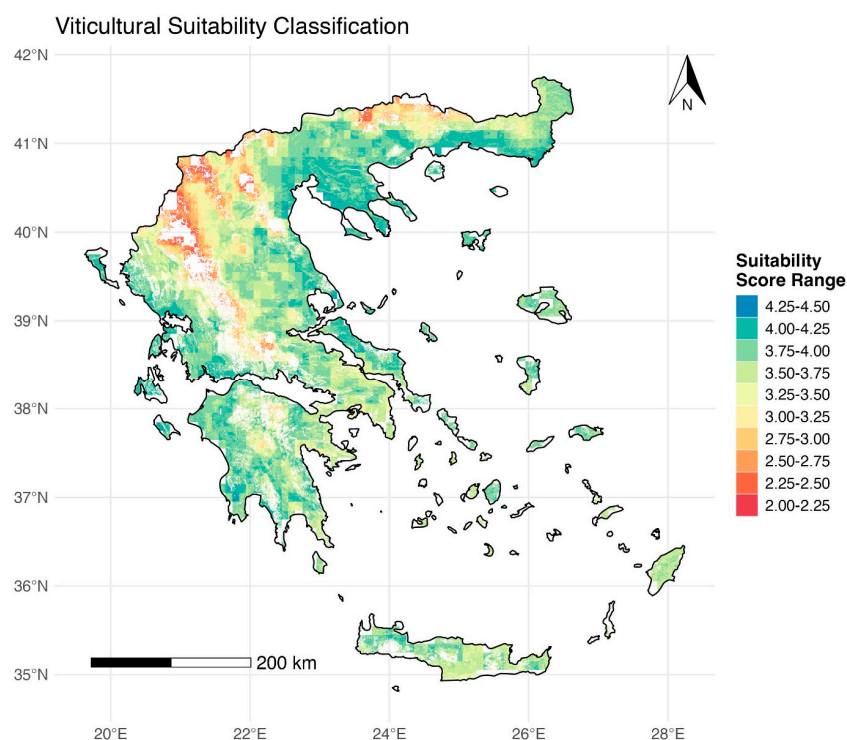 Viticultural Suitability Classification
42°N
41°N
40°N
39°N
38°N
37°N
36°N
35°N
N
200 km
20°E
22°E
24°E
26°E
28°E
Suitability
Score Range
4.25-4.50
4.00-4.25
3.75-4.00
3.50-3.75
3.25-3.50
3.00-3.25
2.75-3.00
2.50-2.75
2.25-2.50
2.00-2.25